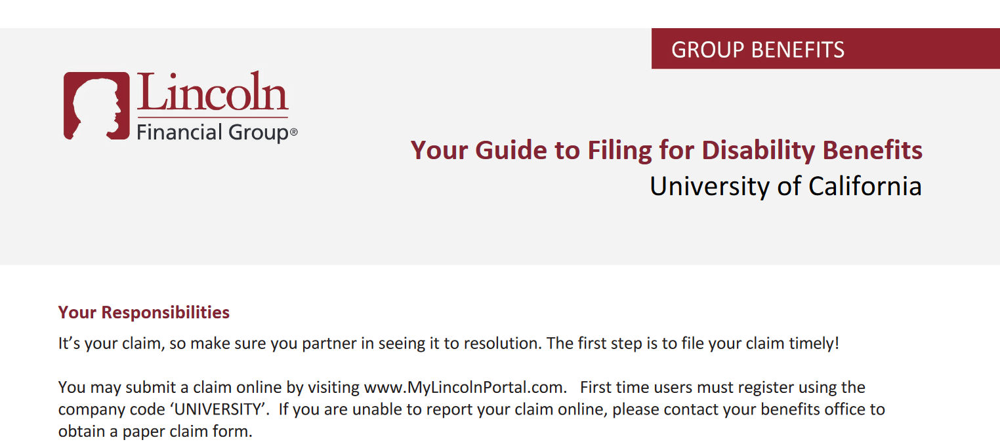 GROUP BENEFITS
Lincoln
Financial Group®
Your Guide to Filing for Disability Benefits
University of California
Your Responsibilities
It’s your claim, so make sure you partner in seeing it to resolution. The first step is to file your claim timely!
You may submit a claim online by visiting www.MyLincolnPortal.com.   First time users must register using the
company code ‘UNIVERSITY’.  If you are unable to report your claim online, please contact your benefits office to
obtain a paper claim form.